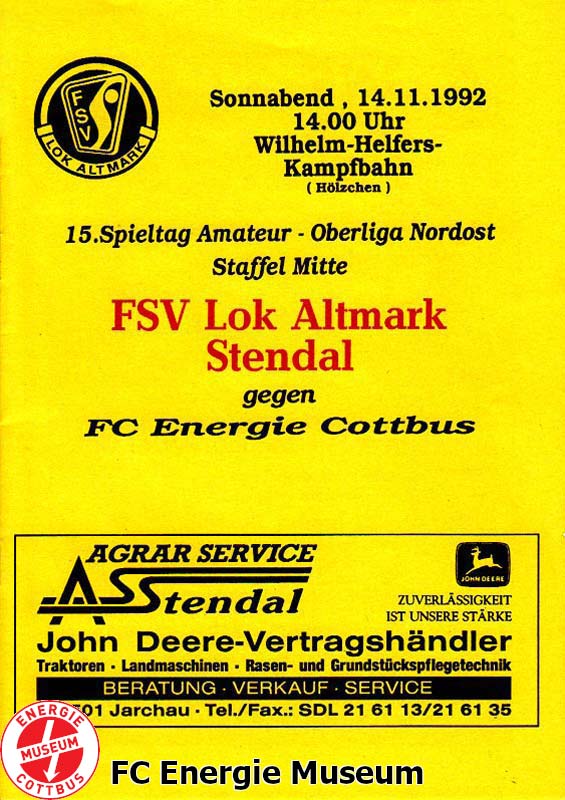 FSV
LOK ALTMARK
Sonnabend , 14.11.1992
14.00 Uhr
Wilhelm-Helfers-
Kampfbahn
( Hölzchen )
15.Spieltag Amateur - Oberliga Nordost
Staffel Mitte
FSV Lok Altmark
Stendal
gegen
FC Energie Cottbus
AGRAR SERVICE
Stendal
JOHN DEERE
ZUVERLÄSSIGKEIT
IST UNSERE STÄRKE
John Deere-Vertragshändler
Traktoren · Landmaschinen · Rasen- und Grundstückspflegetechnik
BERATUNG · VERKAUF · SERVICE
501 Jarchau · Tel./Fax.: SDL 21 61 13/21 61 35
ENERGIE
MUSEUM
COTTBUS
FC Energie Museum